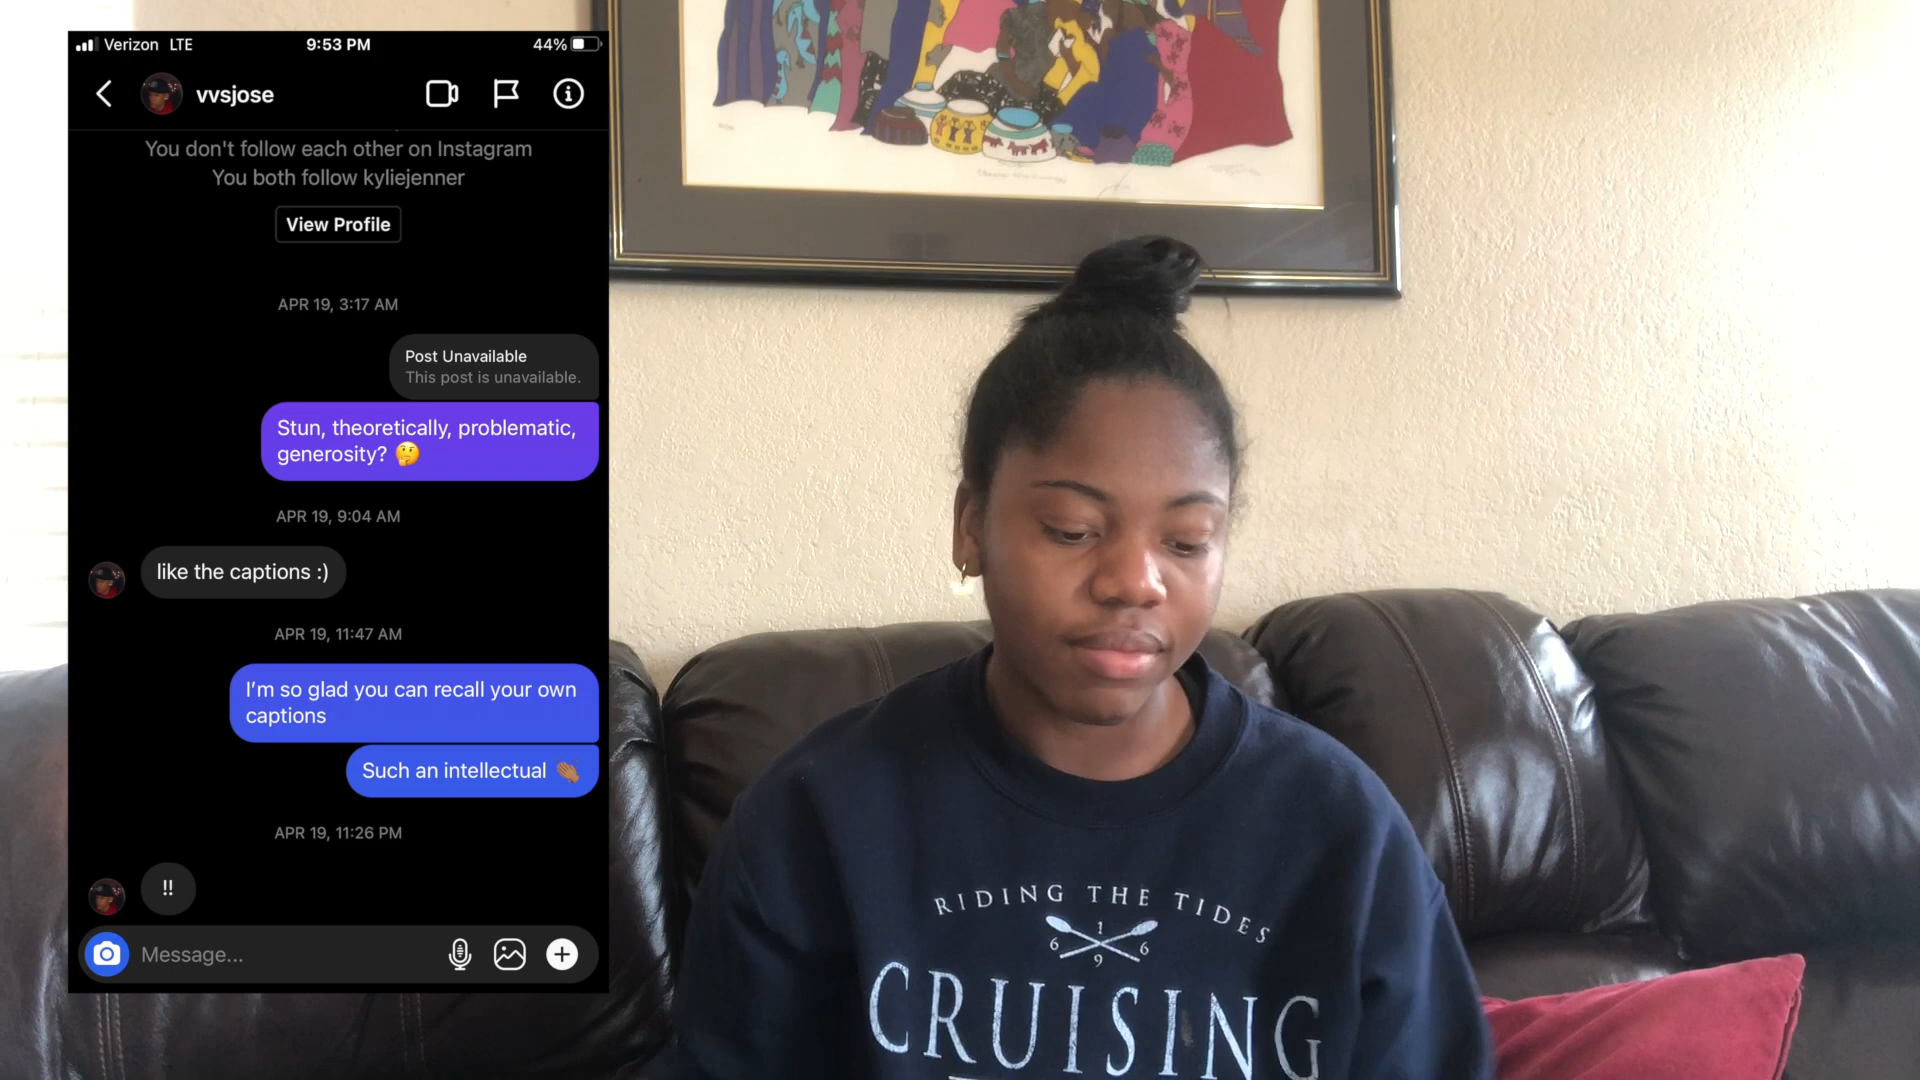 Verizon LTE
9:53 PM
44%
vvsjose
You don't follow each other on Instagram
You both follow kyliejenner
View Profile
APR 19, 3:17 AM
Post Unavailable
This post is unavailable.
Stun, theoretically, problematic,
generosity? 🤔
APR 19, 9:04 AM
like the captions :)
APR 19, 11:47 AM
I’m so glad you can recall your own
captions
Such an intellectual 👏🏾
APR 19, 11:26 PM
!!
Message...
RIDING THE TIDES
1
6 6
9
CRUISING